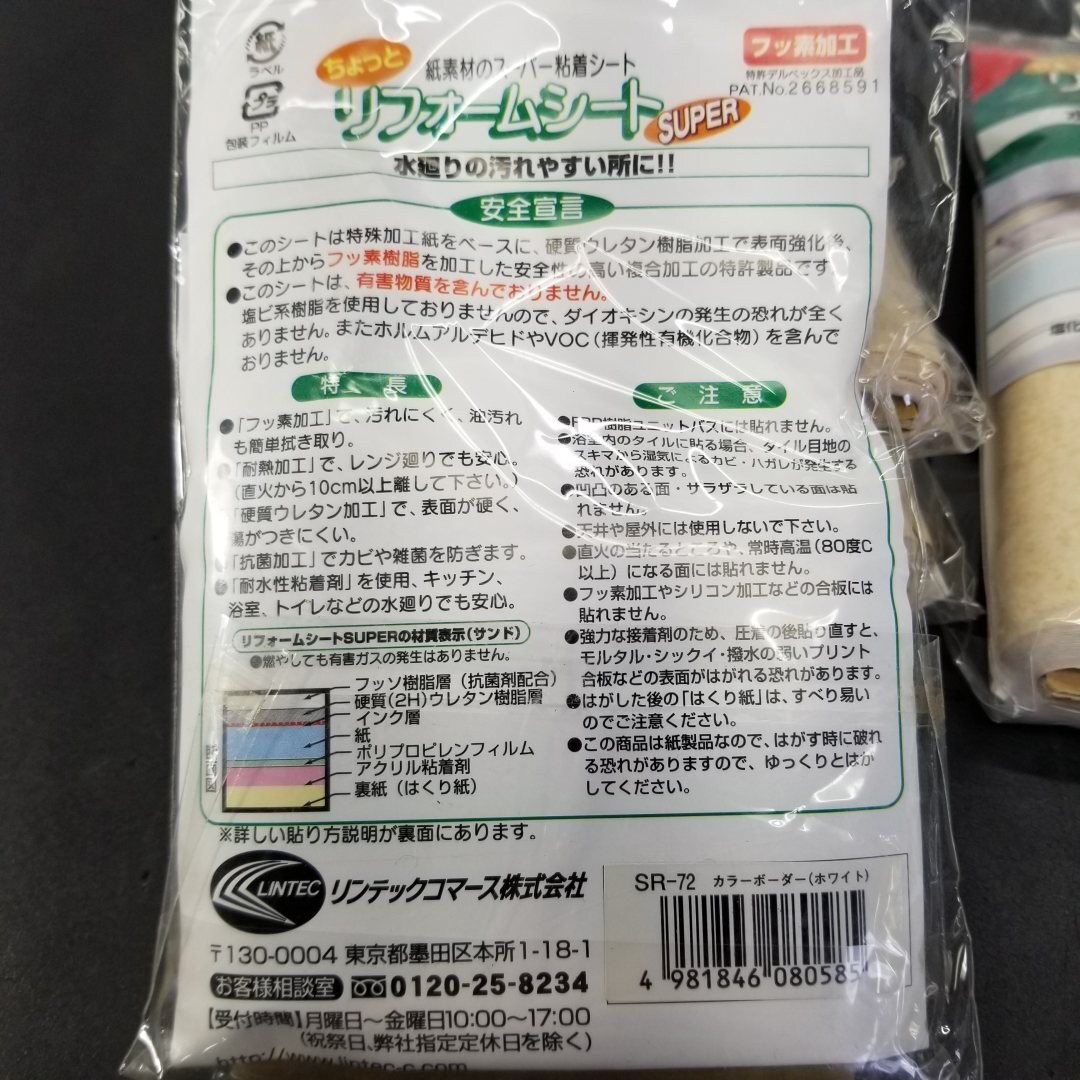 紙
ラベル
プラ
PP
包装フィルム
ちょっと
紙素材のスーパー粘着シート
リフォームシート
SUPER
フッ素加工
特許デルペックス加工品
PAT.No.2668591
水廻りの汚れやすい所に!!
安全宣言
●このシートは特殊加工紙をベースに、硬質ウレタン樹脂加工で表面強化後、
その上からフッ素樹脂を加工した安全性の高い複合加工の特許製品です。
●このシートは、有害物質を含んでおりません。
塩ビ系樹脂を使用しておりませんので、ダイオキシンの発生の恐れが全く
ありません。またホルムアルデヒドやVOC(揮発性有機化合物)を含んで
おりません。
特 長
●「フッ素加工」で、汚れにくく、油汚れ
も簡単拭き取り。
●「耐熱加工」で、レンジ廻りでも安心。
(直火から10cm以上離して下さい。)
「硬質ウレタン加工」で、表面が硬く、
傷がつきにくい。
「抗菌加工」でカビや雑菌を防ぎます。
●「耐水性粘着剤」を使用、キッチン、
浴室、トイレなどの水廻りでも安心。
リフォームシートSUPERの材質表示(サンド)
●燃やしても有害ガスの発生はありません。
フッソ樹脂層(抗菌剤配合)
硬質(2H)ウレタン樹脂層
インク層
紙
ポリプロピレンフィルム
アクリル粘着剤
裏紙(はくり紙)
ご 注 意
●FRP樹脂ユニットバスには貼れません。
●浴室内のタイルに貼る場合、タイル目地の
スキマから湿気によるカビ・ハガレが発生する
恐れがあります。
●凹凸のある面・ザラザラしている面は貼
れません。
●天井や屋外には使用しないで下さい。
●直火の当たるところや、常時高温(80度C
以上)になる面には貼れません。
●フッ素加工やシリコン加工などの合板には
貼れません。
●強力な接着剤のため、圧着の後貼り直すと、
モルタル・シックイ・撥水の弱いプリント
合板などの表面がはがれる恐れがあります。
●はがした後の「はくり紙」は、すべり易い
のでご注意ください。
●この商品は紙製品なので、はがす時に破れ
る恐れがありますので、ゆっくりとはが
してください。
※詳しい貼り方説明が裏面にあります。
LINTEC
リンテックコマース株式会社
〒130-0004 東京都墨田区本所1-18-1
お客様相談室 0120-25-8234
【受付時間】月曜日〜金曜日10:00〜17:00
(祝祭日、弊社指定定休日を除く)
http://www.lintec-c.com
SR-72 カラーボーダー(ホワイト)
4 981846 080585